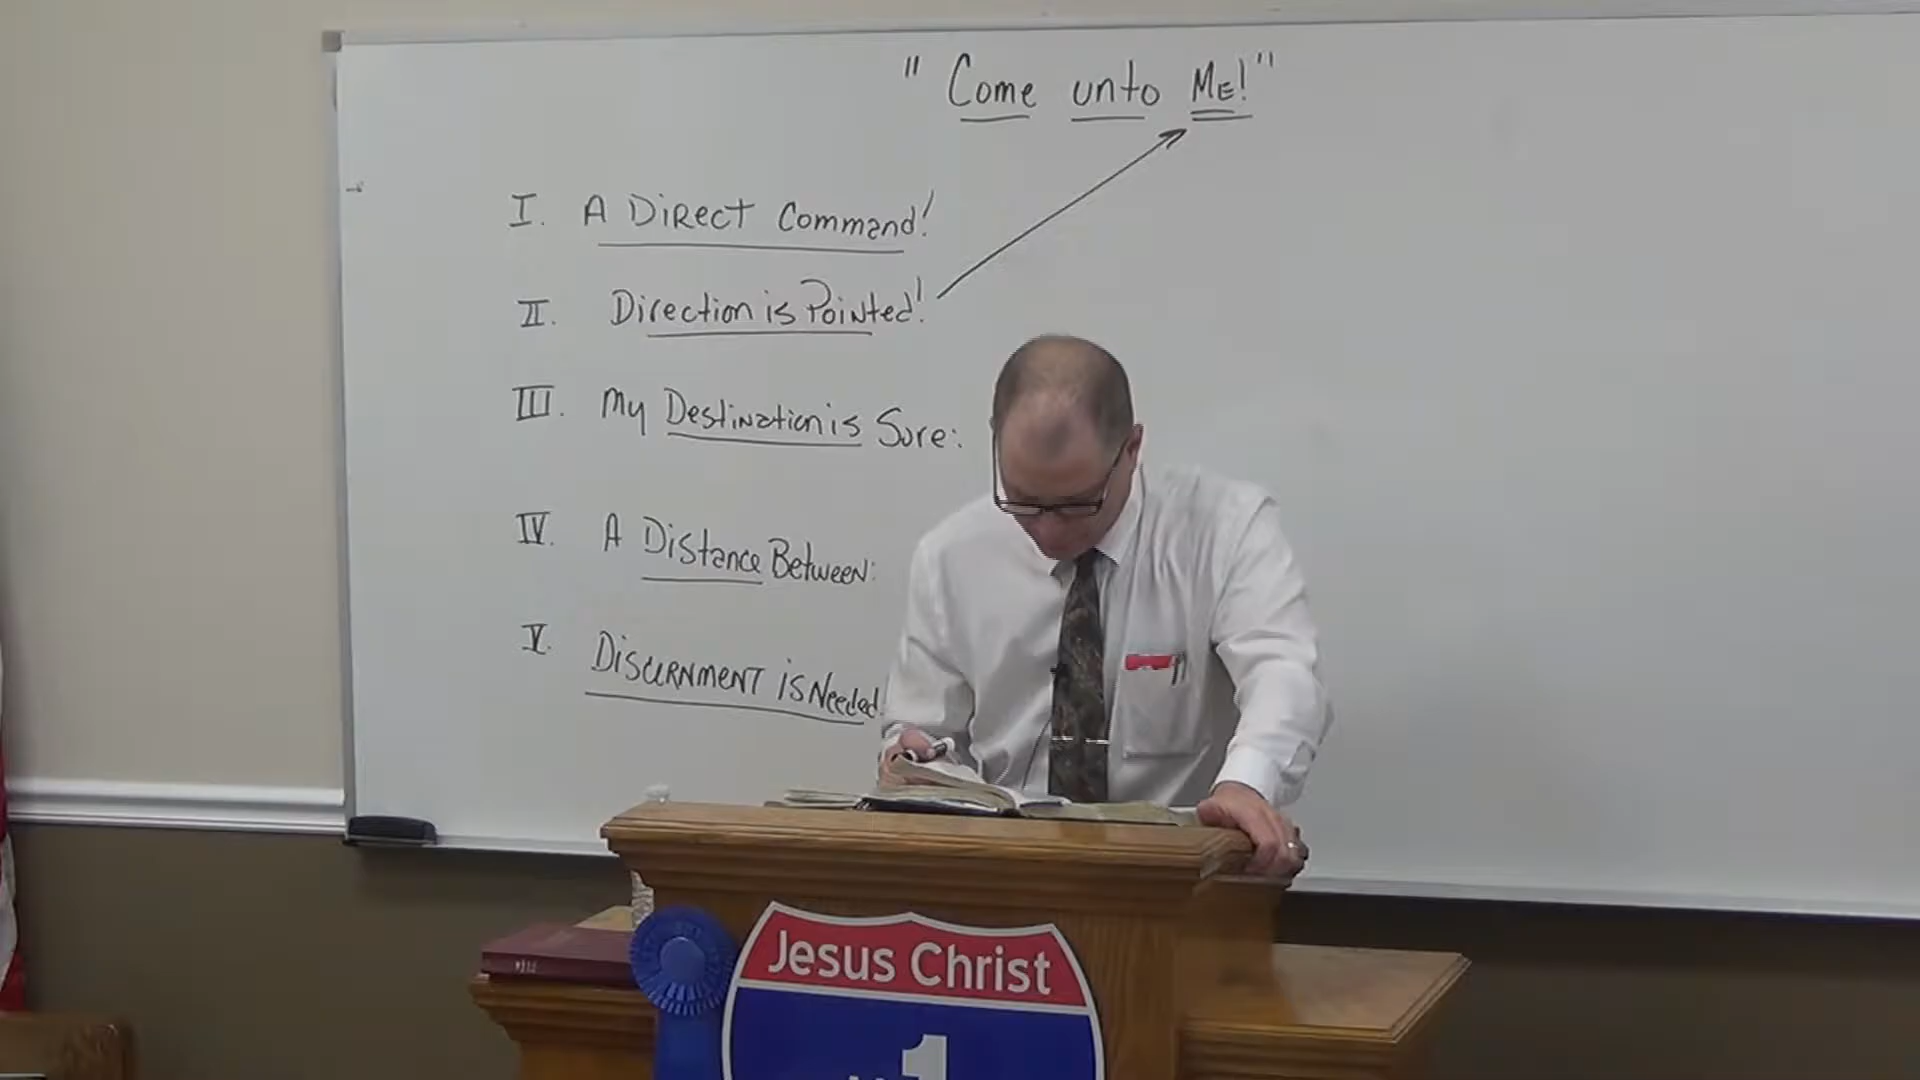 "Come unto ME!"
I. A Direct Command!
II. Direction is Pointed!
III. My Destination is Sure:
IV. A Distance Between:
V. Discernment is Needed.
Jesus Christ
1